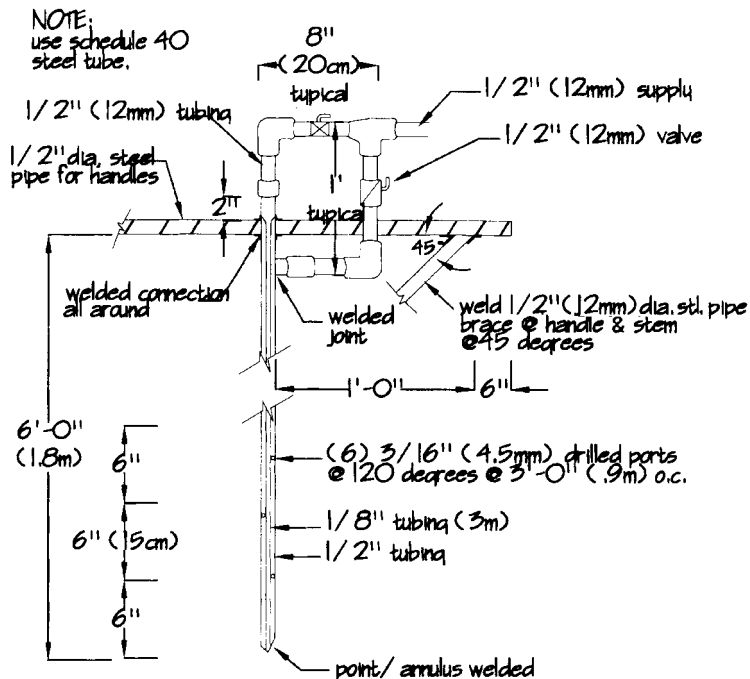 NOTE:
use schedule 40
steel tube.
8"
(20cm)
typical
1/2" (12mm) supply
1/2" (12mm) tubing
1/2" (12mm) valve
1/2" dia. steel
pipe for handles
2"
1'
typical
45°
welded connection
all around
welded
joint
weld 1/2" (12mm) dia. stl. pipe
brace @ handle & stem
@45 degrees
1'-0"
6"
6'-0"
(1.8m)
6"
(6) 3/16" (4.5mm) drilled ports
@ 120 degrees @ 3'-0" (.9m) o.c.
6" (15cm)
1/8" tubing (3m)
1/2" tubing
6"
point/ annulus welded